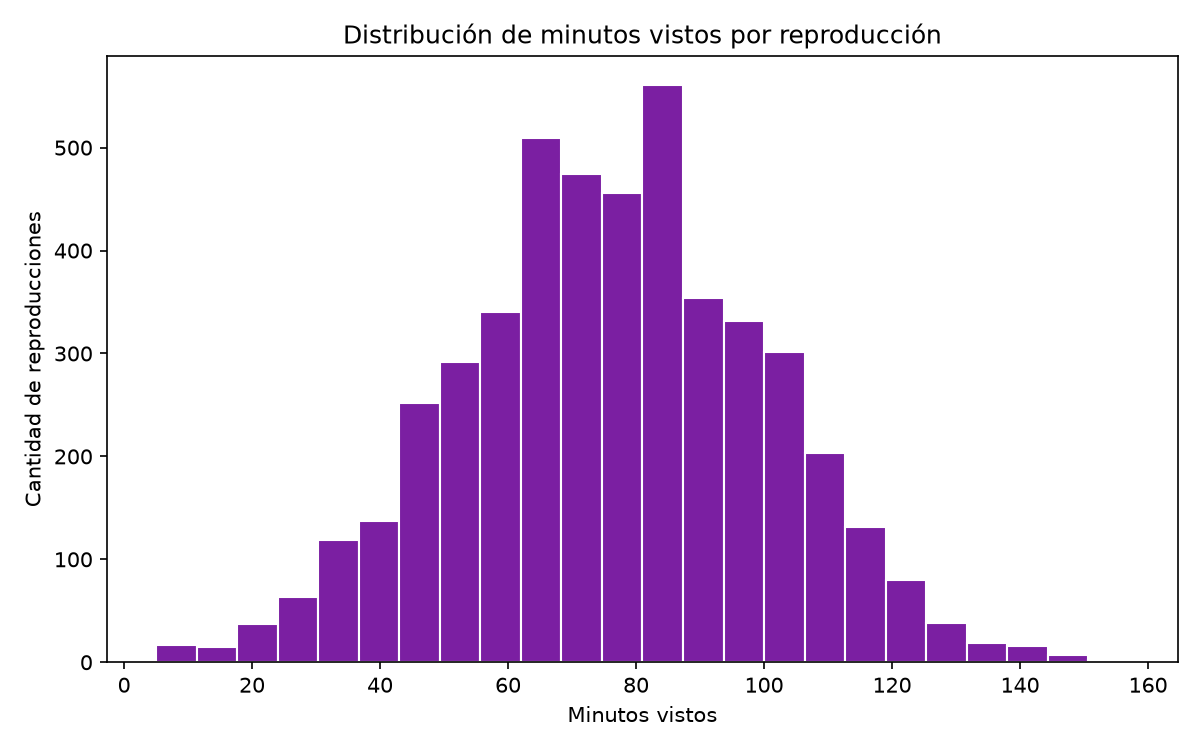 Distribución de minutos vistos por reproducción
Cantidad de reproducciones
500
400
300
200
100
0
0 20 40 60 80 100 120 140 160
Minutos vistos